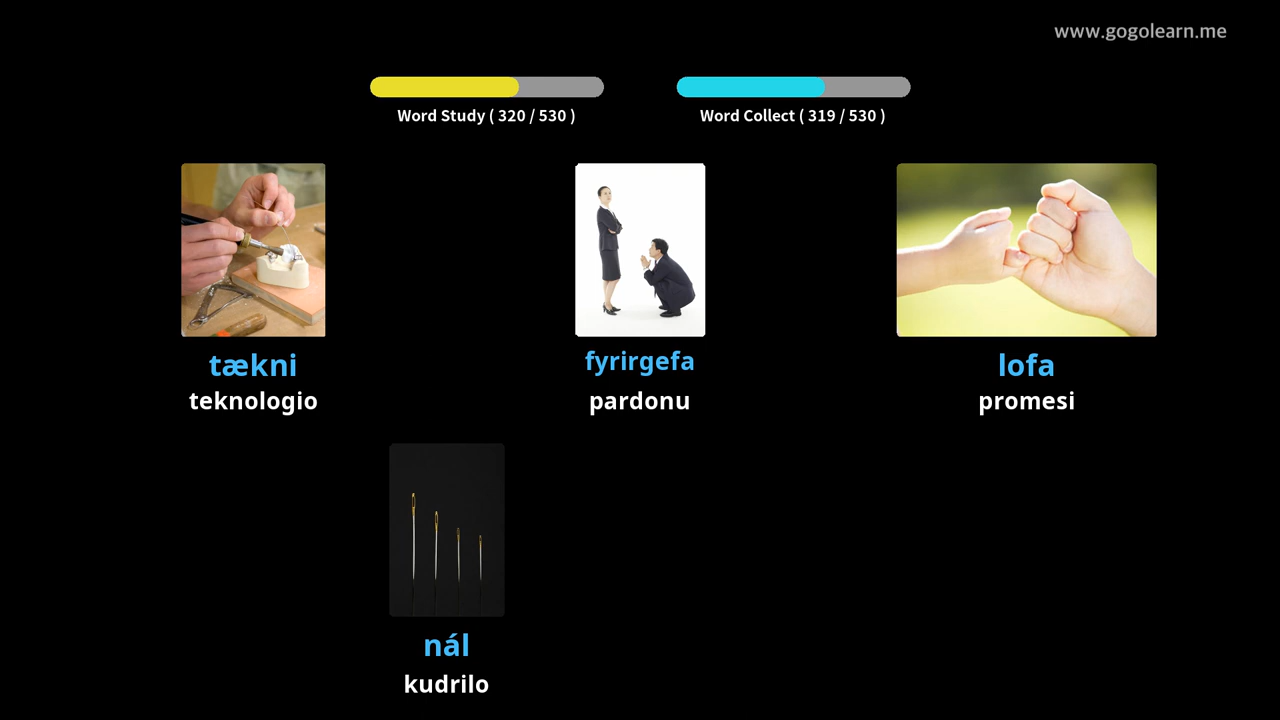 www.gogolearn.me
Word Study ( 320 / 530 )
Word Collect ( 319 / 530 )
tækni
teknologio
fyrirgefa
pardonu
lofa
promesi
nál
kudrilo